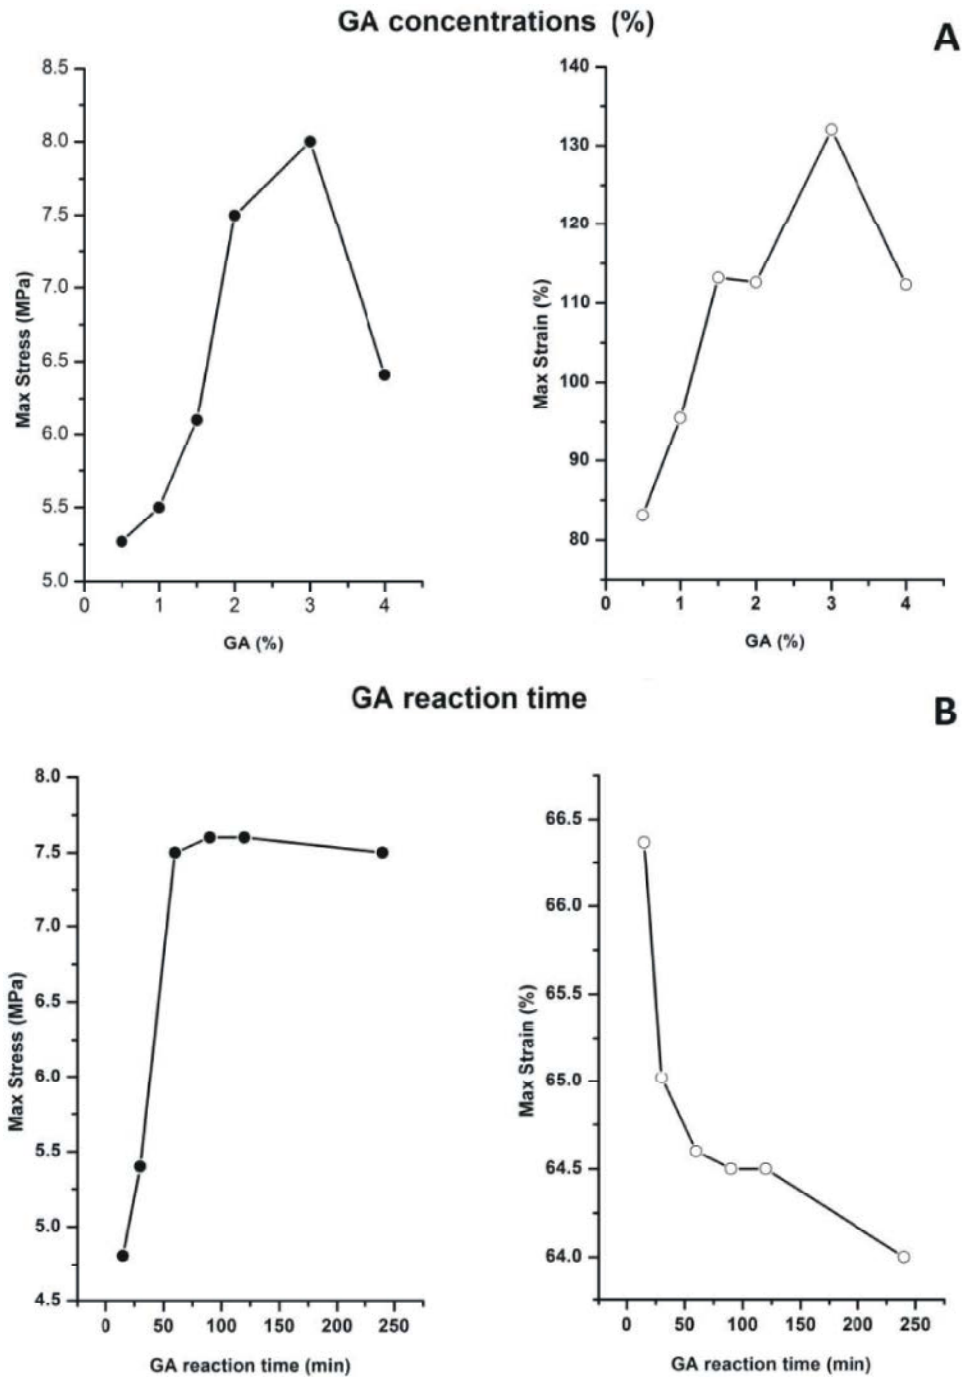 GA concentrations (%)
A
8.5
8.0
7.5
7.0
6.5
6.0
5.5
5.0
Max Stress (MPa)
0 1 2 3 4
GA (%)
140
130
120
110
100
90
80
Max Strain (%)
0 1 2 3 4
GA (%)
GA reaction time
B
8.0
7.5
7.0
6.5
6.0
5.5
5.0
4.5
Max Stress (MPa)
0 50 100 150 200 250
GA reaction time (min)
66.5
66.0
65.5
65.0
64.5
64.0
Max Strain (%)
0 50 100 150 200 250
GA reaction time (min)